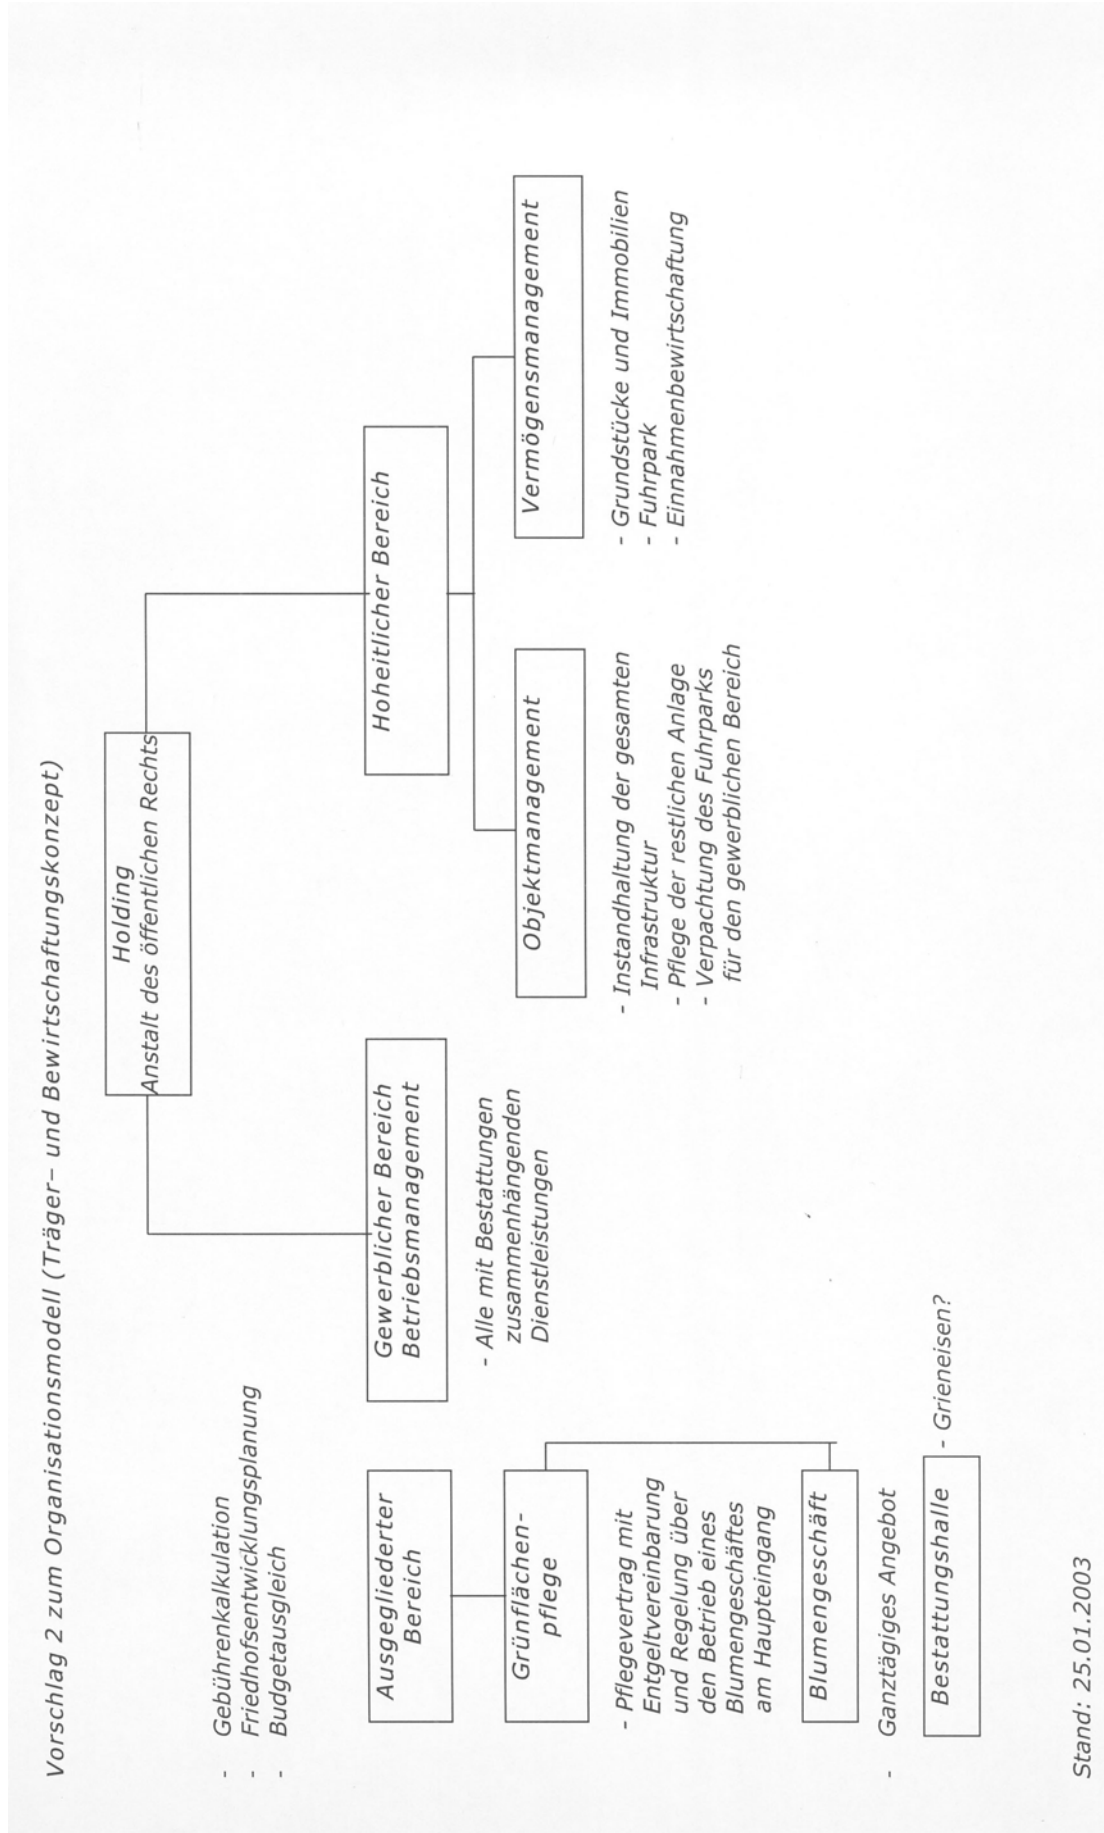 Vorschlag 2 zum Organisationsmodell (Träger- und Bewirtschaftungskonzept)
Holding
Anstalt des öffentlichen Rechts
- Gebührenkalkulation
- Friedhofsentwicklungsplanung
- Budgetausgleich
Ausgegliederter
Bereich
Gewerblicher Bereich
Betriebsmanagement
Hoheitlicher Bereich
- Alle mit Bestattungen
zusammenhängenden
Dienstleistungen
Grünflächen-
pflege
Objektmanagement
Vermögensmanagement
- Pflegevertrag mit
Entgeltvereinbarung
und Regelung über
den Betrieb eines
Blumengeschäftes
am Haupteingang
- Instandhaltung der gesamten
Infrastruktur
- Pflege der restlichen Anlage
- Verpachtung des Fuhrparks
für den gewerblichen Bereich
- Grundstücke und Immobilien
- Fuhrpark
- Einnahmenbewirtschaftung
Blumengeschäft
- Ganztägiges Angebot
Bestattungshalle
- Grieneisen?
Stand: 25.01.2003